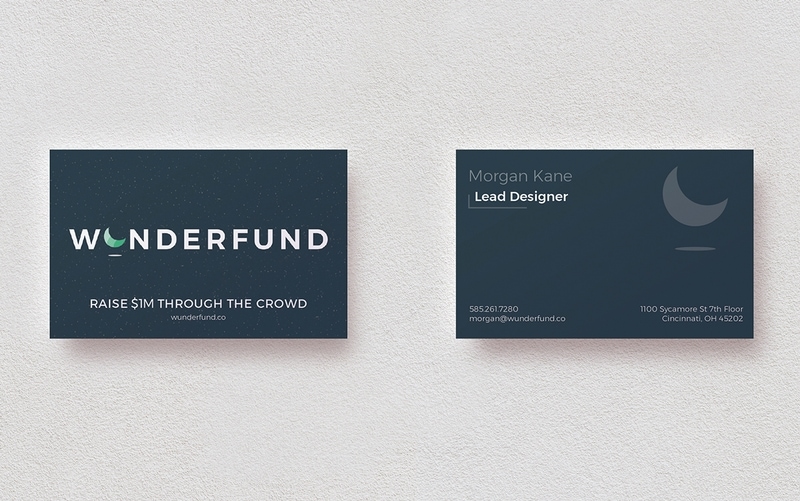 WONDERFUND
RAISE $1M THROUGH THE CROWD
wunderfund.co
Morgan Kane
Lead Designer
585.261.7280
morgan@wunderfund.co
1100 Sycamore St 7th Floor
Cincinnati, OH 45202